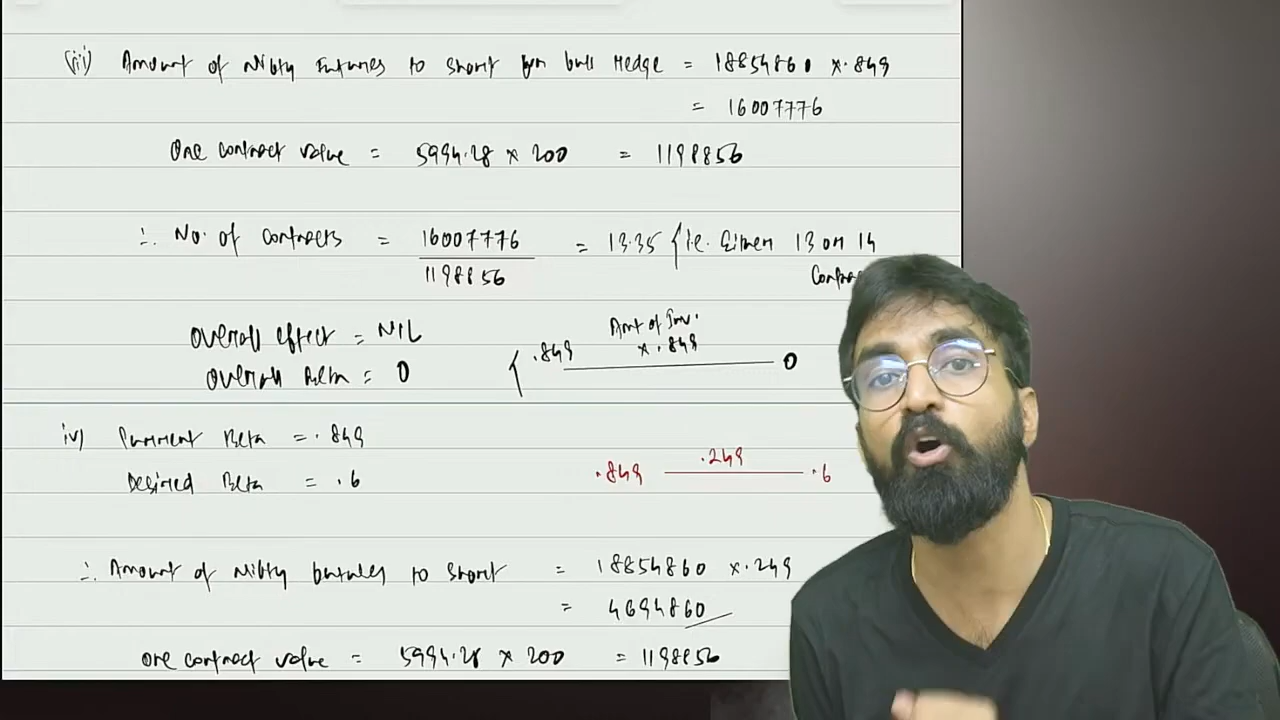 (iii) Amount of Nifty Futures to Short for full Hedge = 18854860 x .849
= 16007776
One contract value = 5994.28 x 200 = 1198856
∴ No. of contracts = 16007776 / 1198856 = 13.35 { i.e. Either 13 or 14
Overall effect = NIL
Overall Beta = 0
{ .849 Amt of Inv. x .849 0
iv) Current Beta = .849
Desired Beta = .6
.849 .249 .6
∴ Amount of Nifty futures to Short = 18854860 x .249
= 4694860
One contract value = 5994.28 x 200 = 1198856